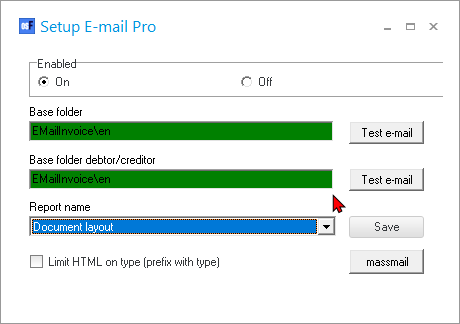 Setup E-mail Pro
Enabled
On
Off
Base folder
EMailInvoice\en
Test e-mail
Base folder debtor/creditor
EMailInvoice\en
Test e-mail
Report name
Document layout
Save
Limit HTML on type (prefix with type)
massmail